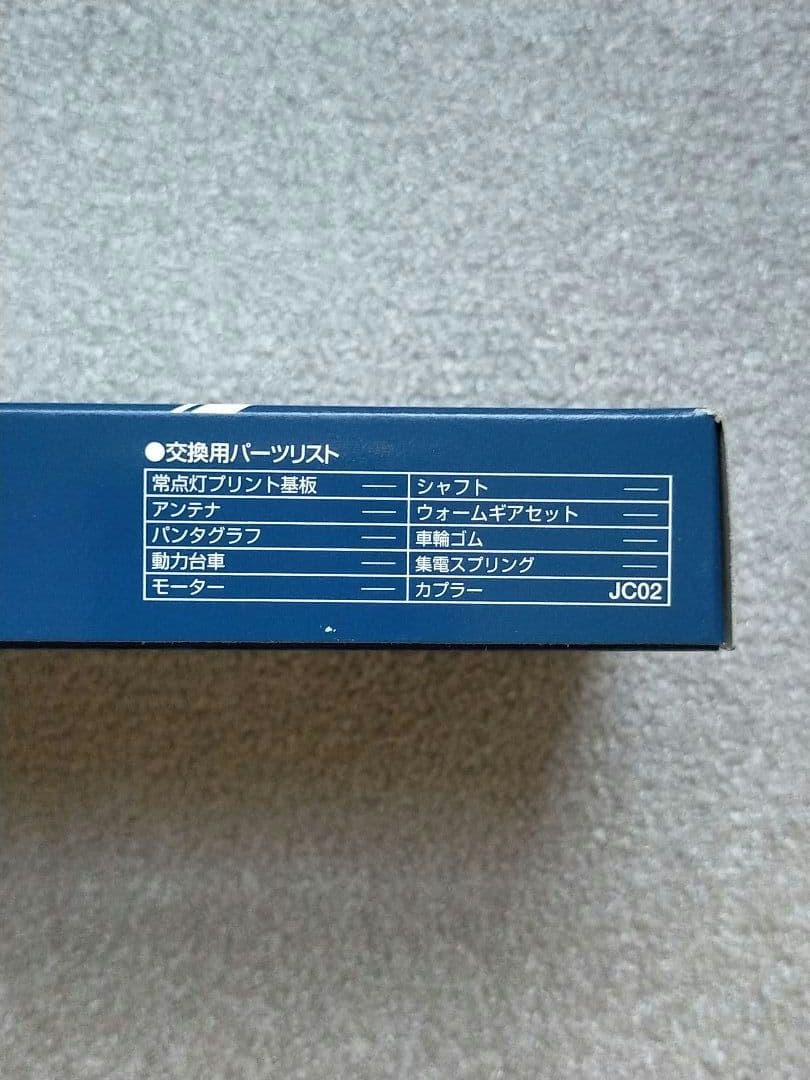 ●交換用パーツリスト
常点灯プリント基板 ── シャフト ──
アンテナ ── ウォームギアセット ──
パンタグラフ ── 車輪ゴム ──
動力台車 ── 集電スプリング ──
モーター ── カプラー JC02